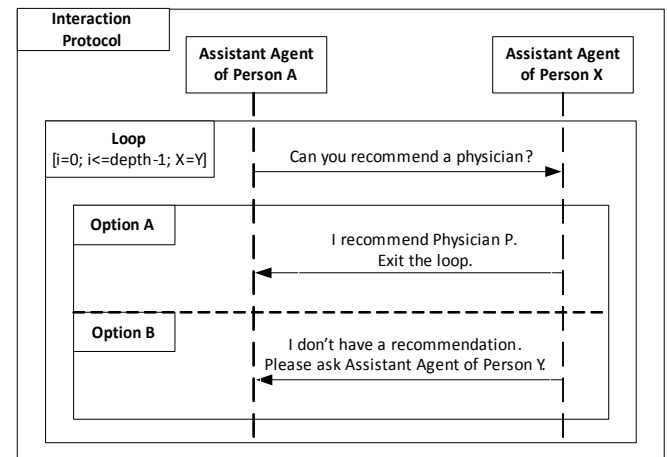 Interaction
Protocol
Assistant Agent
of Person A
Assistant Agent
of Person X
Loop
[i=0; i<=depth-1; X=Y]
Can you recommend a physician?
Option A
I recommend Physician P.
Exit the loop.
Option B
I don't have a recommendation.
Please ask Assistant Agent of Person Y.